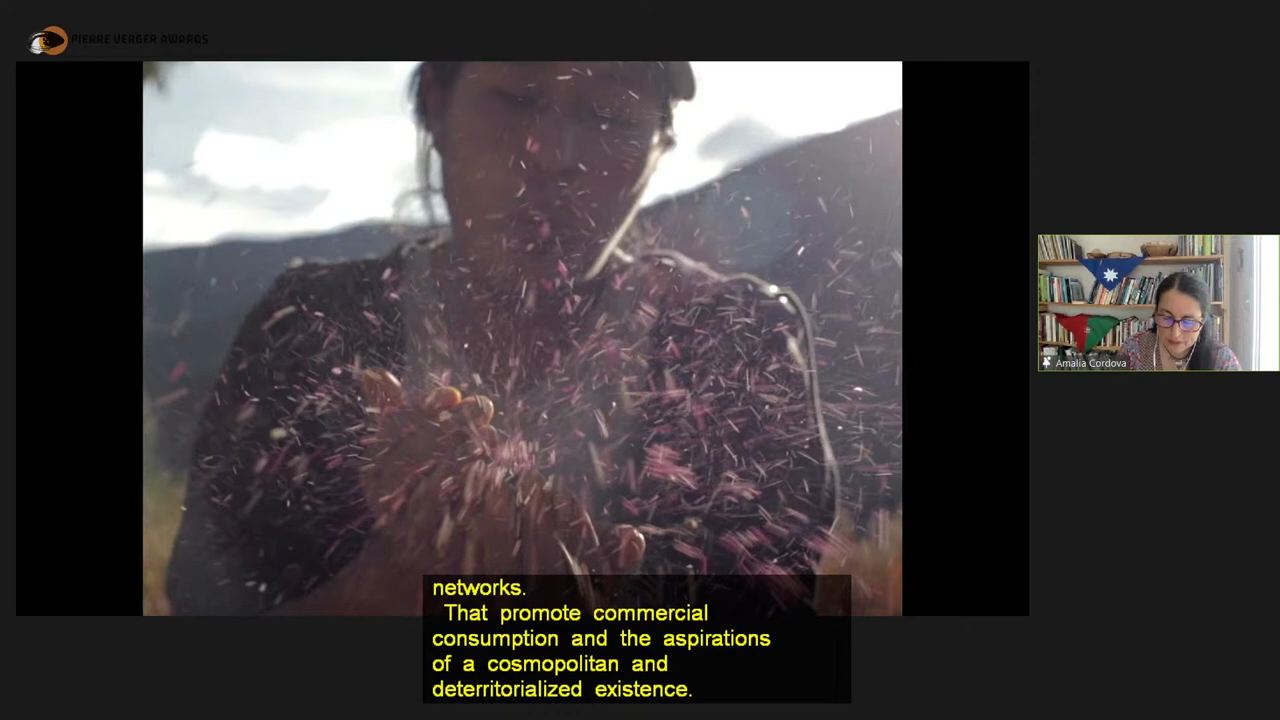 PIERRE VERGER AWARDS
Amalia Cordova
networks.
That promote commercial
consumption and the aspirations
of a cosmopolitan and
deterritorialized existence.